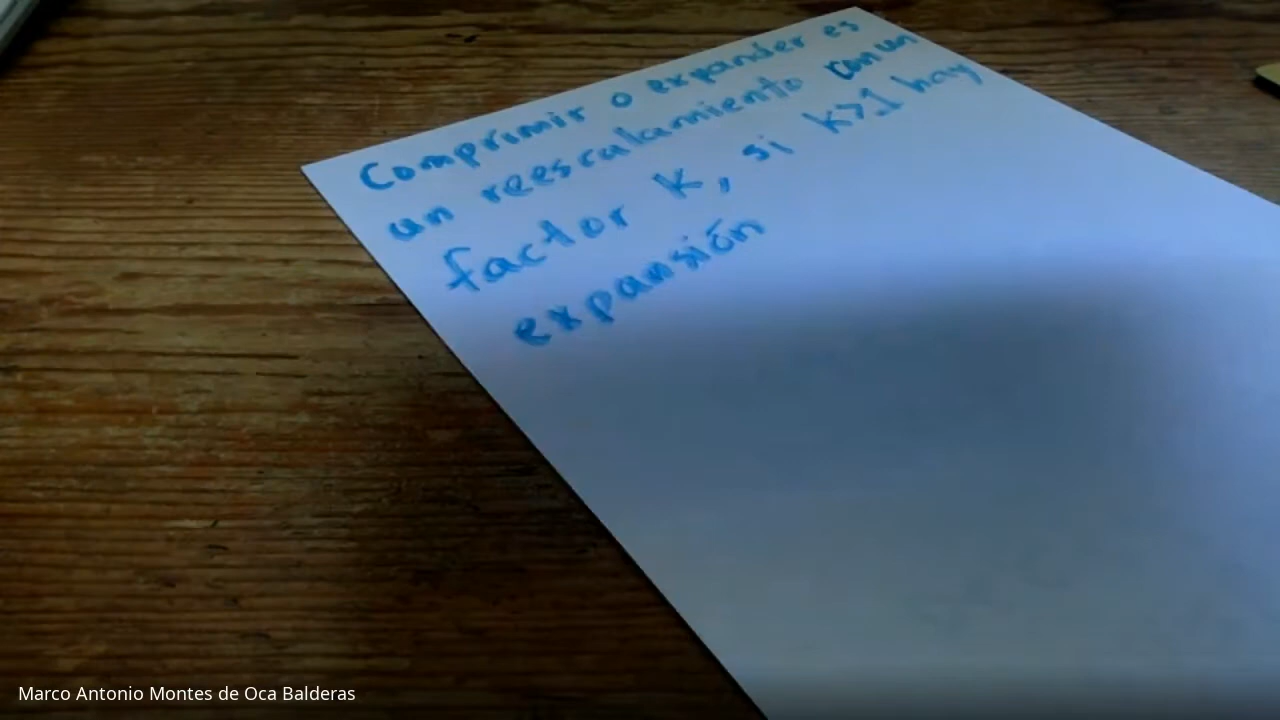 Comprimir o expander es
un reescalamiento con un
factor k, si k>1 hay
expansión
Marco Antonio Montes de Oca Balderas